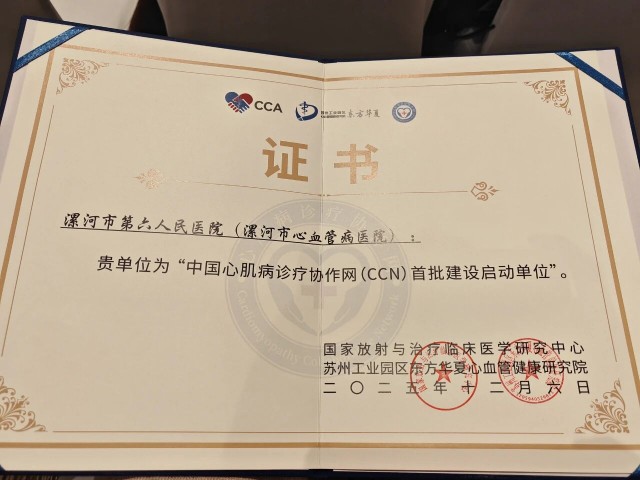 CCA
东方华夏
证书
漯河市第六人民医院（漯河市心血管病医院）：
贵单位为“中国心肌病诊疗协作网（CCN）首批建设启动单位”。
国家放射与治疗临床医学研究中心
苏州工业园区东方华夏心血管健康研究院
二〇二五年十二月六日